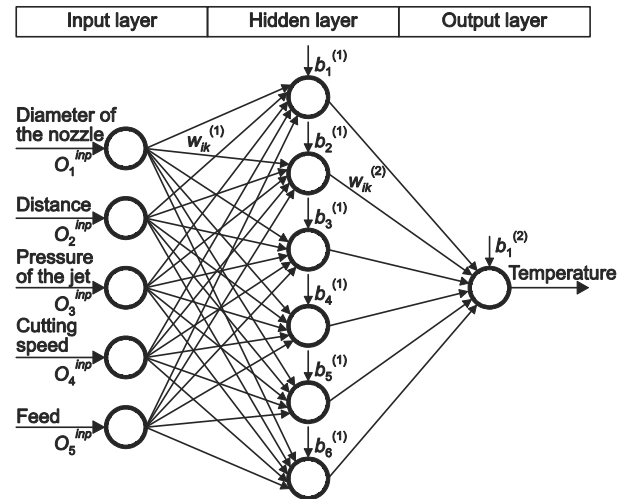 Input layer
Hidden layer
Output layer
Diameter of
the nozzle
O₁ⁱⁿᵖ
Distance
O₂ⁱⁿᵖ
Pressure
of the jet
O₃ⁱⁿᵖ
Cutting
speed
O₄ⁱⁿᵖ
Feed
O₅ⁱⁿᵖ
wᵢₖ⁽¹⁾
b₁⁽¹⁾
b₂⁽¹⁾
b₃⁽¹⁾
b₄⁽¹⁾
b₅⁽¹⁾
b₆⁽¹⁾
wᵢₖ⁽²⁾
b₁⁽²⁾
Temperature